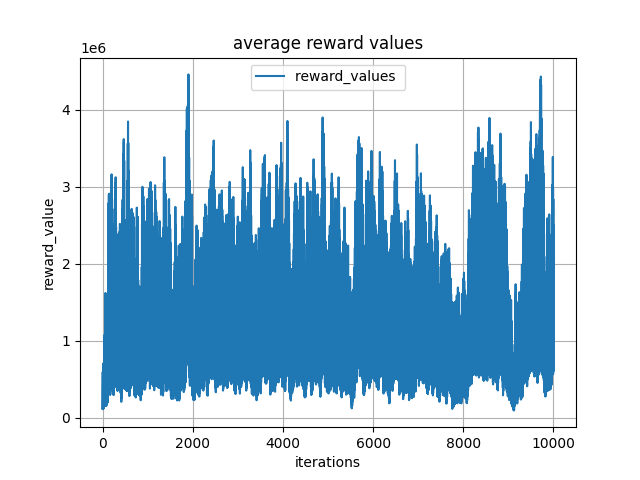 average reward values
1e6
reward_values
4
3
2
1
0
reward_value
0
2000
4000
6000
8000
10000
iterations